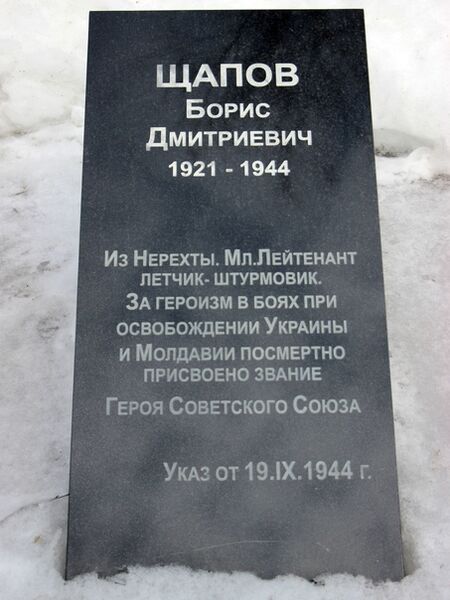 ЩАПОВ
БОРИС
ДМИТРИЕВИЧ
1921 - 1944
ИЗ НЕРЕХТЫ. МЛ.ЛЕЙТЕНАНТ
ЛЕТЧИК- ШТУРМОВИК.
ЗА ГЕРОИЗМ В БОЯХ ПРИ
ОСВОБОЖДЕНИИ УКРАИНЫ
И МОЛДАВИИ ПОСМЕРТНО
ПРИСВОЕНО ЗВАНИЕ
ГЕРОЯ СОВЕТСКОГО СОЮЗА
УКАЗ ОТ 19.IX.1944 Г.